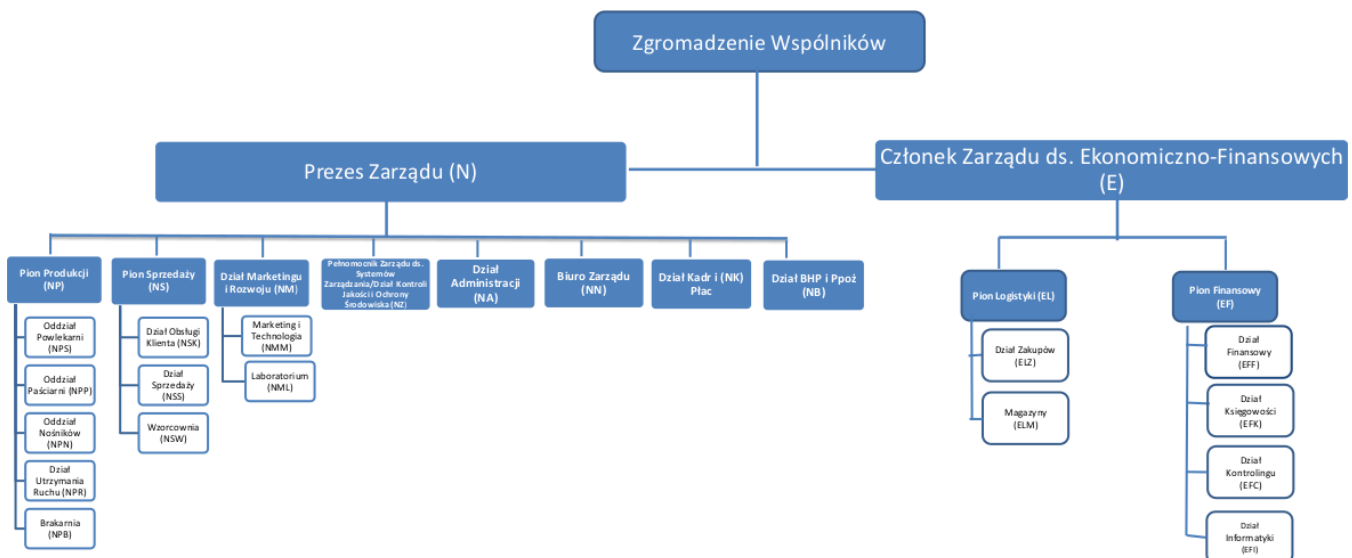 Zgromadzenie Wspólników
Prezes Zarządu (N)
Członek Zarządu ds. Ekonomiczno-Finansowych
(E)
Pion Produkcji
(NP)
Pion Sprzedaży
(NS)
Dział Marketingu
i Rozwoju (NM)
Pełnomocnik Zarządu ds.
Systemów
Zarządzania/Dział Kontroli
Jakości i Ochrony
Środowiska (NZ)
Dział
Administracji (NA)
Biuro Zarządu
(NN)
Dział Kadr i (NK)
Płac
Dział BHP i Ppoż
(NB)
Pion Logistyki (EL)
Pion Finansowy
(EF)
Oddział
Powlekarni
(NPS)
Oddział
Paściarni (NPP)
Oddział
Nośników
(NPN)
Dział
Utrzymania
Ruchu (NPR)
Brakarnia
(NPB)
Dział Obsługi
Klienta (NSK)
Dział
Sprzedaży
(NSS)
Wzorcownia
(NSW)
Marketing i
Technologia
(NMM)
Laboratorium
(NML)
Dział Zakupów
(ELZ)
Magazyny
(ELM)
Dział
Finansowy
(EFF)
Dział
Księgowości
(EFK)
Dział
Kontrolingu
(EFC)
Dział
Informatyki
(EFI)